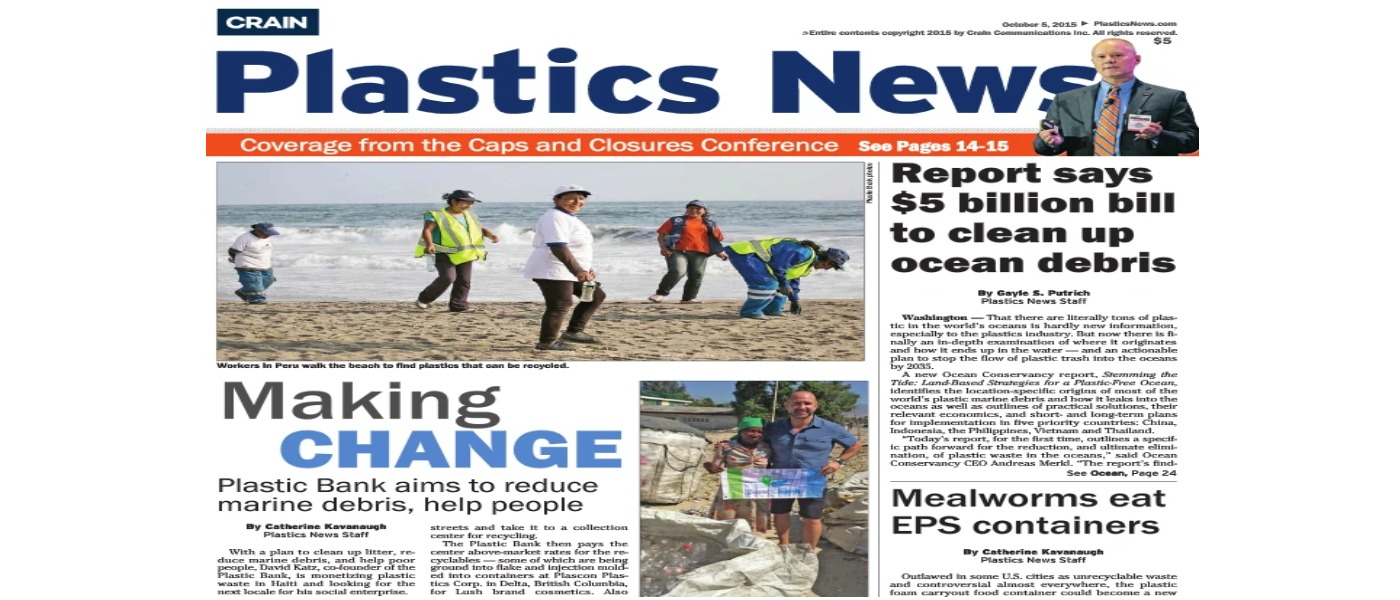 CRAIN
October 5, 2015 ▶ PlasticsNews.com
Entire contents copyright 2015 by Crain Communications Inc. All rights reserved.
$5
Plastics News
Coverage from the Caps and Closures Conference See Pages 14-15
Plastic Bank photo
Workers in Peru walk the beach to find plastics that can be recycled.
Making
CHANGE
Plastic Bank aims to reduce
marine debris, help people
By Catherine Kavanaugh
Plastics News Staff
With a plan to clean up litter, re-
duce marine debris, and help poor
people, David Katz, co-founder of the
Plastic Bank, is monetizing plastic
waste in Haiti and looking for the
next locale for his social enterprise.
streets and take it to a collection
center for recycling.
The Plastic Bank then pays the
center above-market rates for the re-
cyclables — some of which are being
ground into flake and injection mold-
ed into containers at Plascon Plas-
tics Corp. in Delta, British Columbia,
for Lush brand cosmetics. Also
Report says
$5 billion bill
to clean up
ocean debris
By Gayle S. Putrich
Plastics News Staff
Washington — That there are literally tons of plas-
tic in the world's oceans is hardly new information,
especially to the plastics industry. But now there is fi-
nally an in-depth examination of where it originates
and how it ends up in the water — and an actionable
plan to stop the flow of plastic trash into the oceans
by 2035.
A new Ocean Conservancy report, Stemming the
Tide: Land-Based Strategies for a Plastic-Free Ocean,
identifies the location-specific origins of most of the
world's plastic marine debris and how it leaks into the
oceans as well as outlines of practical solutions, their
relevant economics, and short- and long-term plans
for implementation in five priority countries: China,
Indonesia, the Philippines, Vietnam and Thailand.
"Today's report, for the first time, outlines a specif-
ic path forward for the reduction, and ultimate elimi-
nation, of plastic waste in the oceans," said Ocean
Conservancy CEO Andreas Merkl. "The report's find-
See Ocean, Page 24
Mealworms eat
EPS containers
By Catherine Kavanaugh
Plastics News Staff
Outlawed in some U.S. cities as unrecyclable waste
and controversial almost everywhere, the plastic
foam carryout food container could become a new